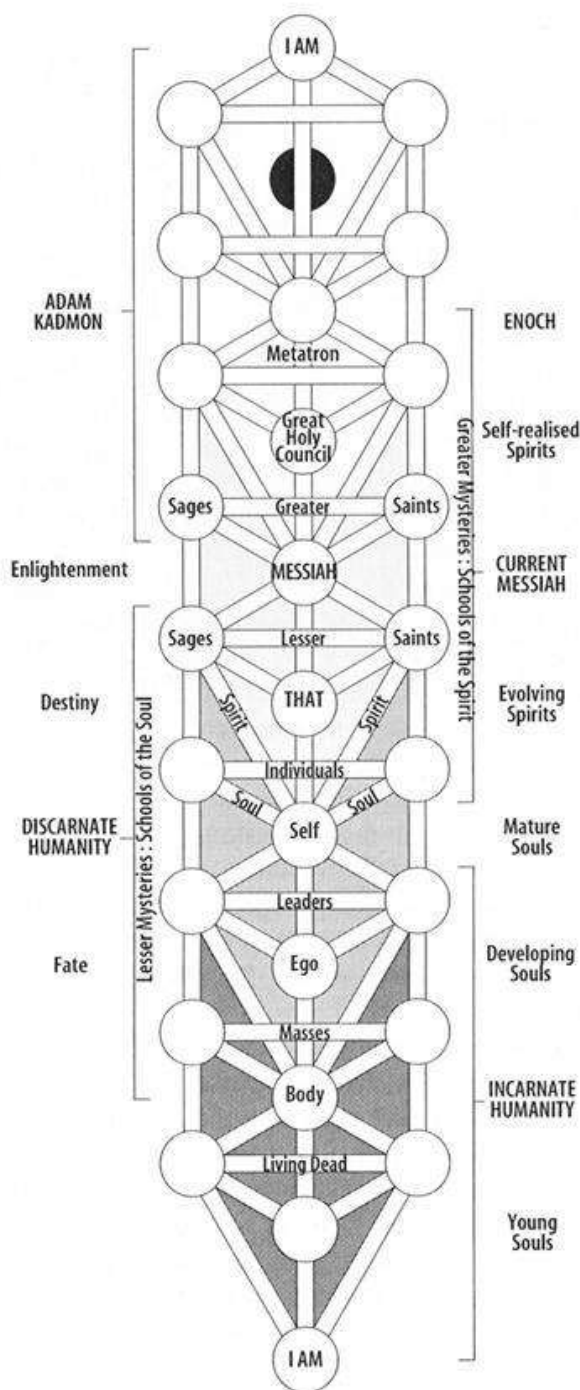 I AM
ADAM
KADMON
ENOCH
Metatron
Great
Holy
Council
Self-realised
Spirits
Sages
Greater
Saints
Enlightenment
MESSIAH
CURRENT
MESSIAH
Greater Mysteries : Schools of the Spirit
Sages
Lesser
Saints
Destiny
Spirit
THAT
Spirit
Evolving
Spirits
Individuals
Soul
Soul
DISCARNATE
HUMANITY
Lesser Mysteries : Schools of the Soul
Self
Mature
Souls
Leaders
Fate
Ego
Developing
Souls
Masses
Body
INCARNATE
HUMANITY
Living Dead
Young
Souls
I AM